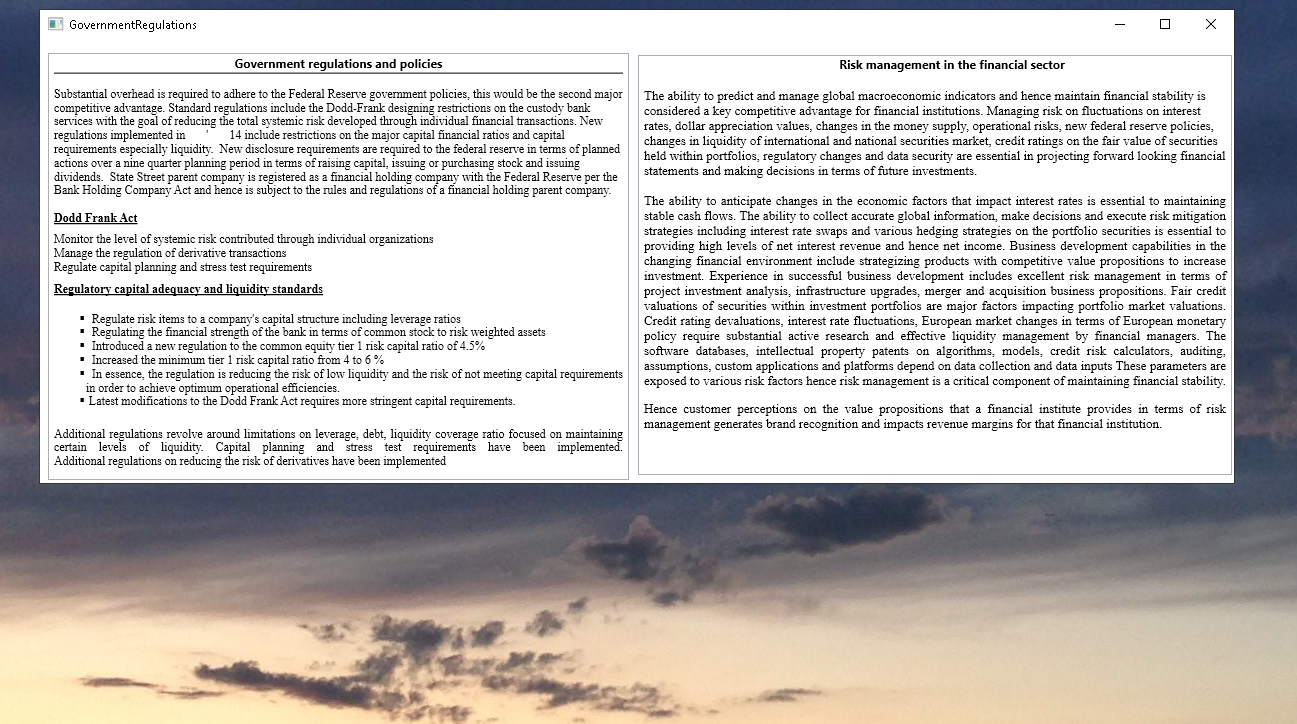 GovernmentRegulations
Government regulations and policies
Substantial overhead is required to adhere to the Federal Reserve government policies, this would be the second major
competitive advantage. Standard regulations include the Dodd-Frank designing restrictions on the custody bank
services with the goal of reducing the total systemic risk developed through individual financial transactions. New
regulations implemented in ' 14 include restrictions on the major capital financial ratios and capital
requirements especially liquidity. New disclosure requirements are required to the federal reserve in terms of planned
actions over a nine quarter planning period in terms of raising capital, issuing or purchasing stock and issuing
dividends. State Street parent company is registered as a financial holding company with the Federal Reserve per the
Bank Holding Company Act and hence is subject to the rules and regulations of a financial holding parent company.
Dodd Frank Act
Monitor the level of systemic risk contributed through individual organizations
Manage the regulation of derivative transactions
Regulate capital planning and stress test requirements
Regulatory capital adequacy and liquidity standards
▪ Regulate risk items to a company's capital structure including leverage ratios
▪ Regulating the financial strength of the bank in terms of common stock to risk weighted assets
▪ Introduced a new regulation to the common equity tier 1 risk capital ratio of 4.5%
▪ Increased the minimum tier 1 risk capital ratio from 4 to 6 %
▪ In essence, the regulation is reducing the risk of low liquidity and the risk of not meeting capital requirements
in order to achieve optimum operational efficiencies.
▪ Latest modifications to the Dodd Frank Act requires more stringent capital requirements.
Additional regulations revolve around limitations on leverage, debt, liquidity coverage ratio focused on maintaining
certain levels of liquidity. Capital planning and stress test requirements have been implemented.
Additional regulations on reducing the risk of derivatives have been implemented
Risk management in the financial sector
The ability to predict and manage global macroeconomic indicators and hence maintain financial stability is
considered a key competitive advantage for financial institutions. Managing risk on fluctuations on interest
rates, dollar appreciation values, changes in the money supply, operational risks, new federal reserve policies,
changes in liquidity of international and national securities market, credit ratings on the fair value of securities
held within portfolios, regulatory changes and data security are essential in projecting forward looking financial
statements and making decisions in terms of future investments.
The ability to anticipate changes in the economic factors that impact interest rates is essential to maintaining
stable cash flows. The ability to collect accurate global information, make decisions and execute risk mitigation
strategies including interest rate swaps and various hedging strategies on the portfolio securities is essential to
providing high levels of net interest revenue and hence net income. Business development capabilities in the
changing financial environment include strategizing products with competitive value propositions to increase
investment. Experience in successful business development includes excellent risk management in terms of
project investment analysis, infrastructure upgrades, merger and acquisition business propositions. Fair credit
valuations of securities within investment portfolios are major factors impacting portfolio market valuations.
Credit rating devaluations, interest rate fluctuations, European market changes in terms of European monetary
policy require substantial active research and effective liquidity management by financial managers. The
software databases, intellectual property patents on algorithms, models, credit risk calculators, auditing,
assumptions, custom applications and platforms depend on data collection and data inputs These parameters are
exposed to various risk factors hence risk management is a critical component of maintaining financial stability.
Hence customer perceptions on the value propositions that a financial institute provides in terms of risk
management generates brand recognition and impacts revenue margins for that financial institution.